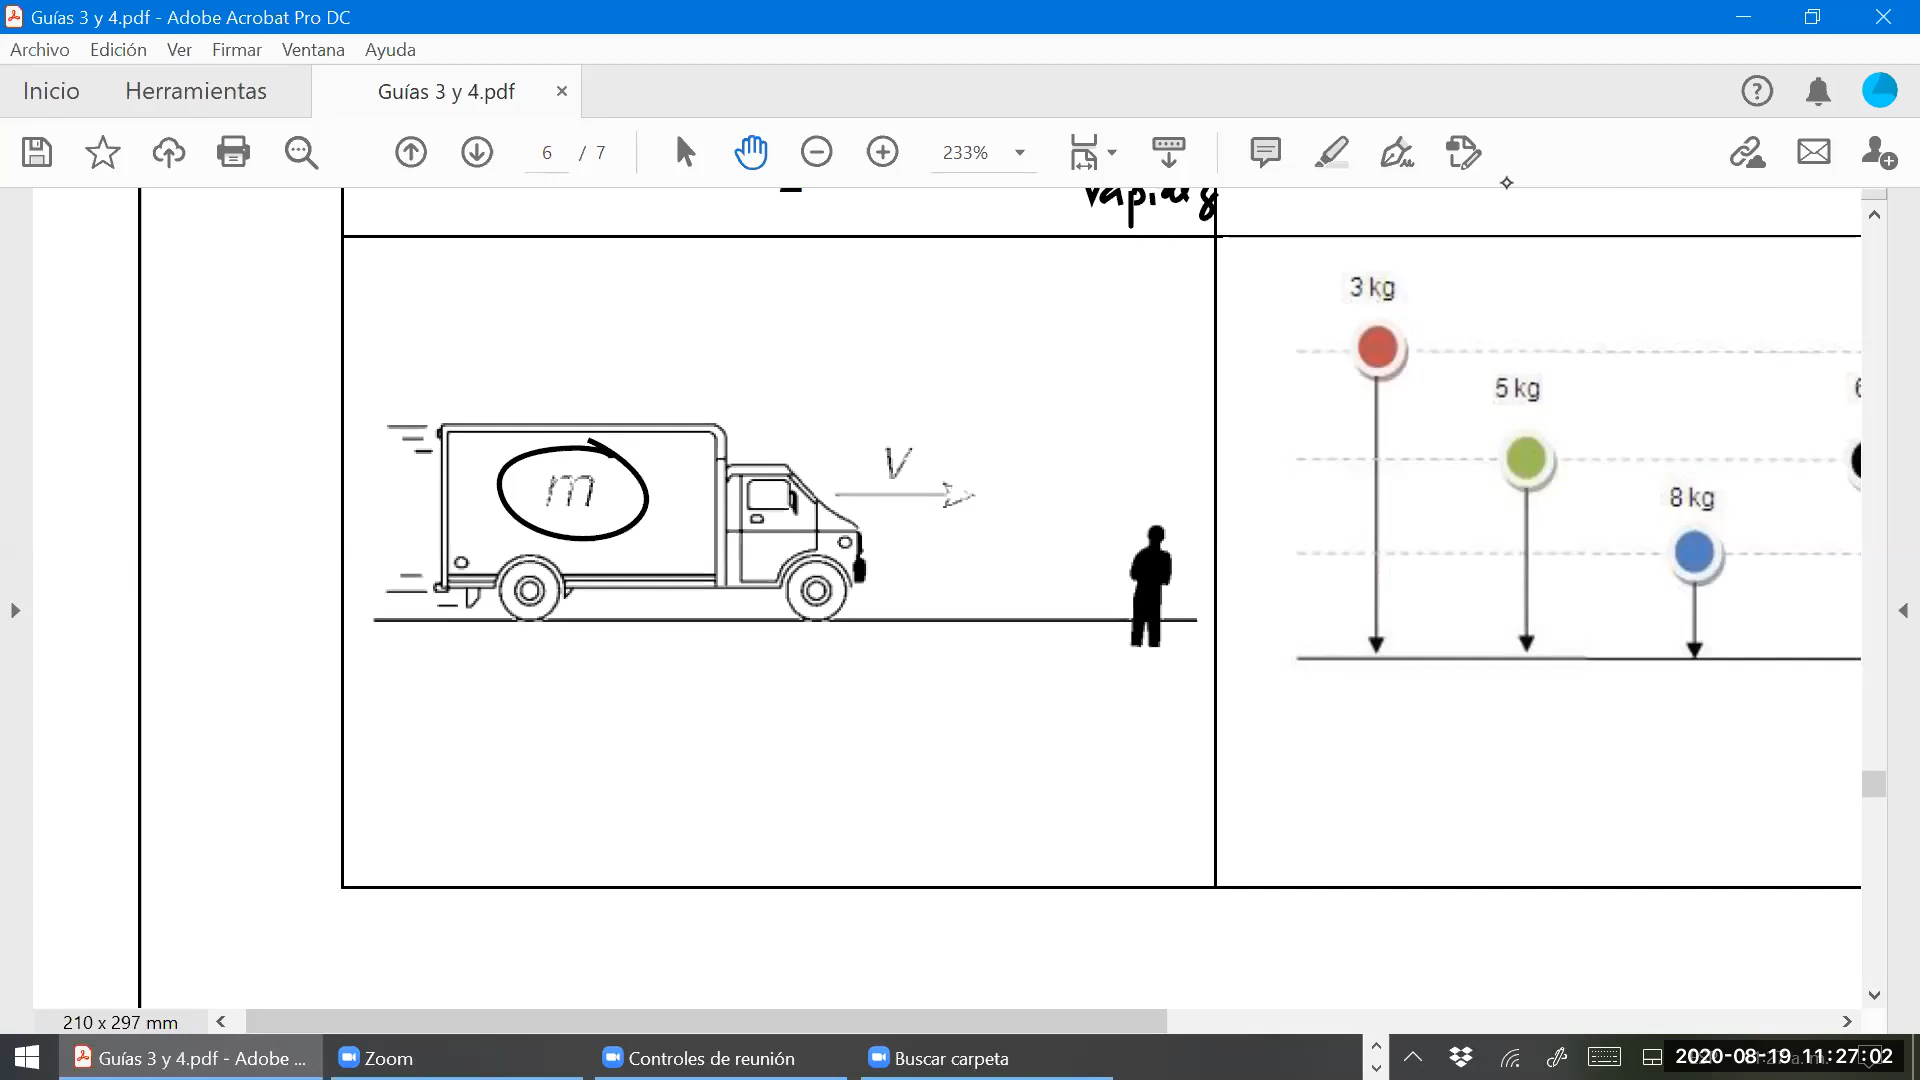 Guías 3 y 4.pdf - Adobe Acrobat Pro DC
Archivo Edición Ver Firmar Ventana Ayuda
Inicio Herramientas Guías 3 y 4.pdf ×
6 / 7 233%
3 kg
5 kg
8 kg
m
V
210 x 297 mm
Guías 3 y 4.pdf - Adobe ... Zoom Controles de reunión Buscar carpeta 2020-08-19 11:27:02